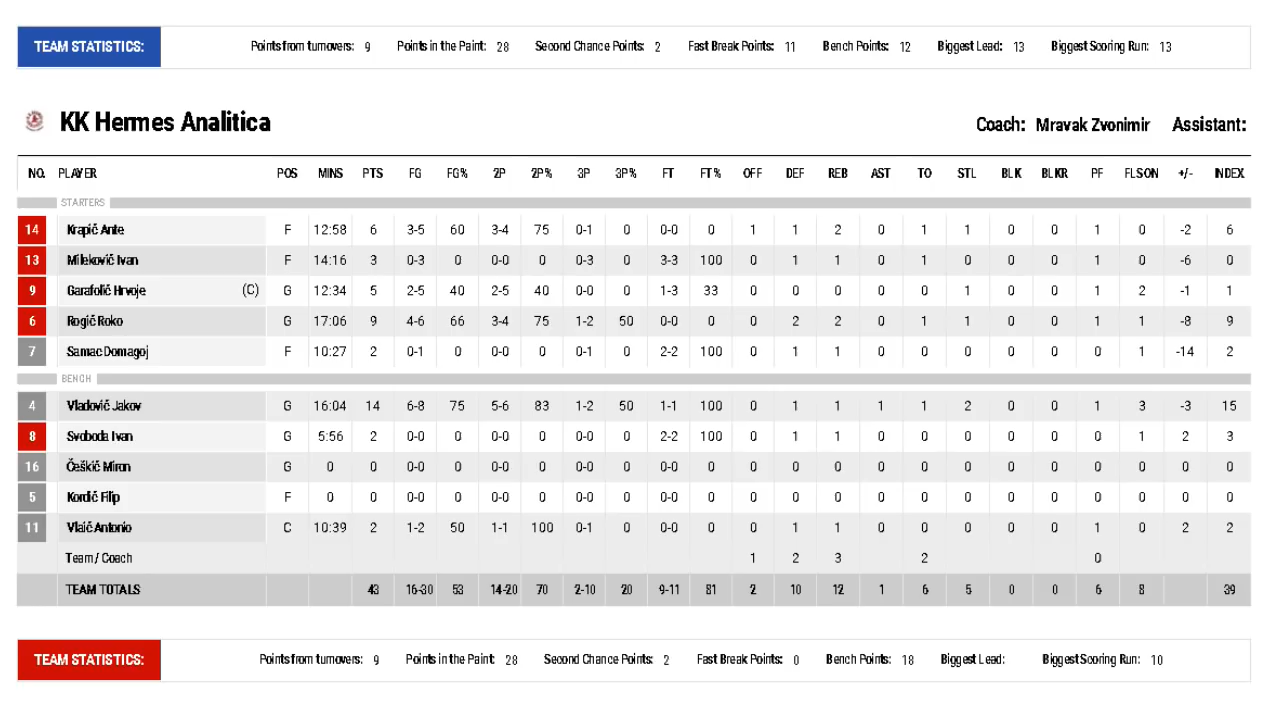 TEAM STATISTICS: Points from turnovers: 9 Points in the Paint: 28 Second Chance Points: 2 Fast Break Points: 11 Bench Points: 12 Biggest Lead: 13 Biggest Scoring Run: 13
KK Hermes Analitica Coach: Mravak Zvonimir Assistant:
NO. PLAYER POS MINS PTS FG FG% 2P 2P% 3P 3P% FT FT% OFF DEF REB AST TO STL BLK BLKR PF FLSON +/- INDEX
STARTERS
14 Krapić Ante F 12:58 6 3-5 60 3-4 75 0-1 0 0-0 0 1 1 2 0 1 1 0 0 1 0 -2 6
13 Mileković Ivan F 14:16 3 0-3 0 0-0 0 0-3 0 3-3 100 0 1 1 0 1 0 0 0 1 0 -6 0
9 Garafolić Hrvoje (C) G 12:34 5 2-5 40 2-5 40 0-0 0 1-3 33 0 0 0 0 0 1 0 0 1 2 -1 1
6 Rogić Roko G 17:06 9 4-6 66 3-4 75 1-2 50 0-0 0 0 2 2 0 1 1 0 0 1 1 -8 9
7 Samac Domagoj F 10:27 2 0-1 0 0-0 0 0-1 0 2-2 100 0 1 1 0 0 0 0 0 0 1 -14 2
BENCH
4 Vladović Jakov G 16:04 14 6-8 75 5-6 83 1-2 50 1-1 100 0 1 1 1 1 2 0 0 1 3 -3 15
8 Svoboda Ivan G 5:56 2 0-0 0 0-0 0 0-0 0 2-2 100 0 1 1 0 0 0 0 0 0 1 2 3
16 Češkić Miron G 0 0 0-0 0 0-0 0 0-0 0 0-0 0 0 0 0 0 0 0 0 0 0 0 0 0
5 Kordić Filip F 0 0 0-0 0 0-0 0 0-0 0 0-0 0 0 0 0 0 0 0 0 0 0 0 0 0
11 Vlaić Antonio C 10:39 2 1-2 50 1-1 100 0-1 0 0-0 0 0 1 1 0 0 0 0 0 1 0 2 2
Team / Coach 1 2 3 2 0
TEAM TOTALS 43 16-30 53 14-20 70 2-10 20 9-11 81 2 10 12 1 6 5 0 0 6 8 39
TEAM STATISTICS: Points from turnovers: 9 Points in the Paint: 28 Second Chance Points: 2 Fast Break Points: 0 Bench Points: 18 Biggest Lead: Biggest Scoring Run: 10